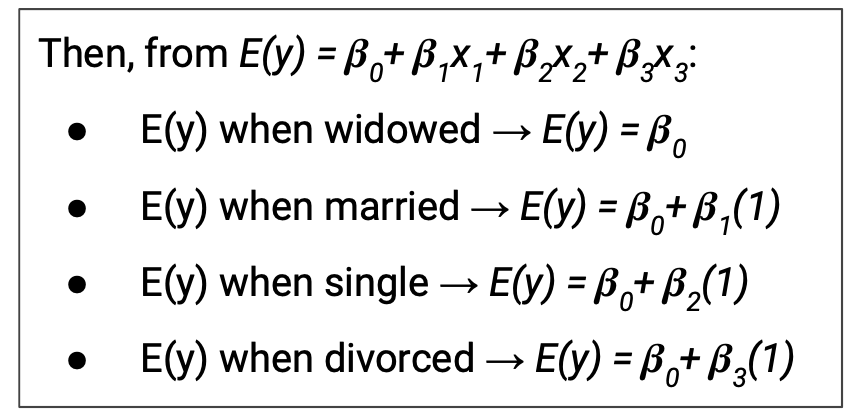 Then, from E(y) = β₀+ β₁x₁+ β₂x₂+ β₃x₃:
● E(y) when widowed → E(y) = β₀
● E(y) when married → E(y) = β₀+ β₁(1)
● E(y) when single → E(y) = β₀+ β₂(1)
● E(y) when divorced → E(y) = β₀+ β₃(1)